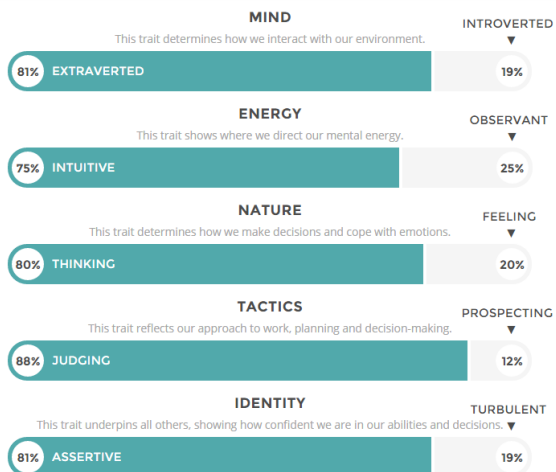 MIND
INTROVERTED
This trait determines how we interact with our environment.
81% EXTRAVERTED 19%
ENERGY
OBSERVANT
This trait shows where we direct our mental energy.
75% INTUITIVE 25%
NATURE
FEELING
This trait determines how we make decisions and cope with emotions.
80% THINKING 20%
TACTICS
PROSPECTING
This trait reflects our approach to work, planning and decision-making.
88% JUDGING 12%
IDENTITY
TURBULENT
This trait underpins all others, showing how confident we are in our abilities and decisions.
81% ASSERTIVE 19%